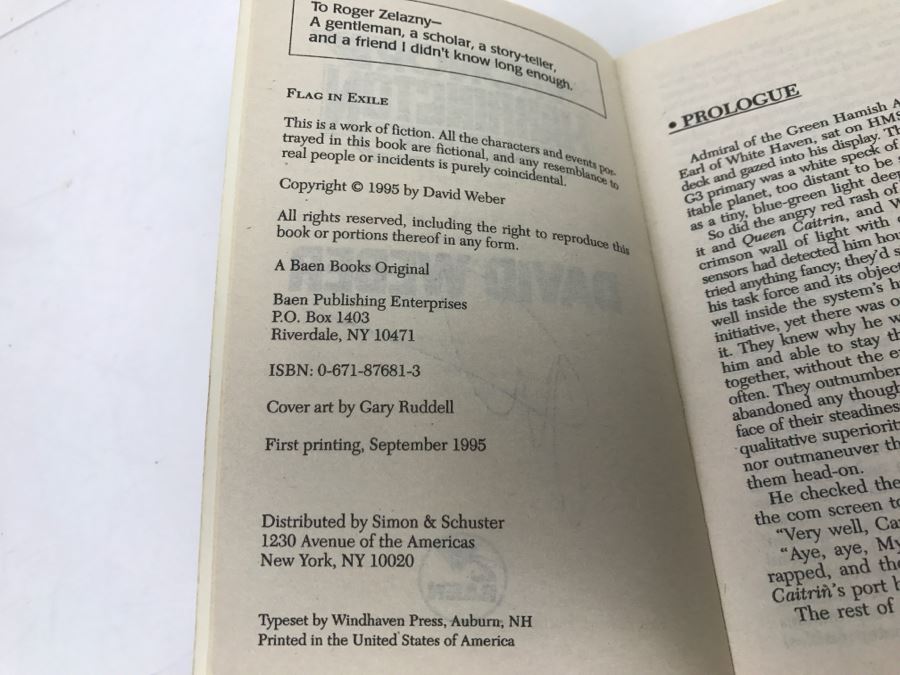 To Roger Zelazny—
A gentleman, a scholar, a story-teller,
and a friend I didn't know long enough.
FLAG IN EXILE
This is a work of fiction. All the characters and events por-
trayed in this book are fictional, and any resemblance to
real people or incidents is purely coincidental.
Copyright © 1995 by David Weber
All rights reserved, including the right to reproduce this
book or portions thereof in any form.
A Baen Books Original
Baen Publishing Enterprises
P.O. Box 1403
Riverdale, NY 10471
ISBN: 0-671-87681-3
Cover art by Gary Ruddell
First printing, September 1995
Distributed by Simon & Schuster
1230 Avenue of the Americas
New York, NY 10020
Typeset by Windhaven Press, Auburn, NH
Printed in the United States of America
• PROLOGUE
Admiral of the Green Hamish A
Earl of White Haven, sat on HMS
deck and gazed into his display. Th
G3 primary was a white speck of
itable planet, too distant to be
as a tiny, blue-green light deep
So did the angry red rash of
it and Queen Caitrin, and W
crimson wall of light with
sensors had detected him hou
tried anything fancy; they'd s
his task force and its object
well inside the system's h
initiative, yet there was o
it. They knew why he w
him and able to stay th
together, without the e
often. They outnumber
abandoned any though
face of their steadines
qualitative superiorit
nor outmaneuver th
them head-on.
He checked the
the com screen to
"Very well, Ca
"Aye, aye, My
rapped, and the
Caitrin's port b
The rest of